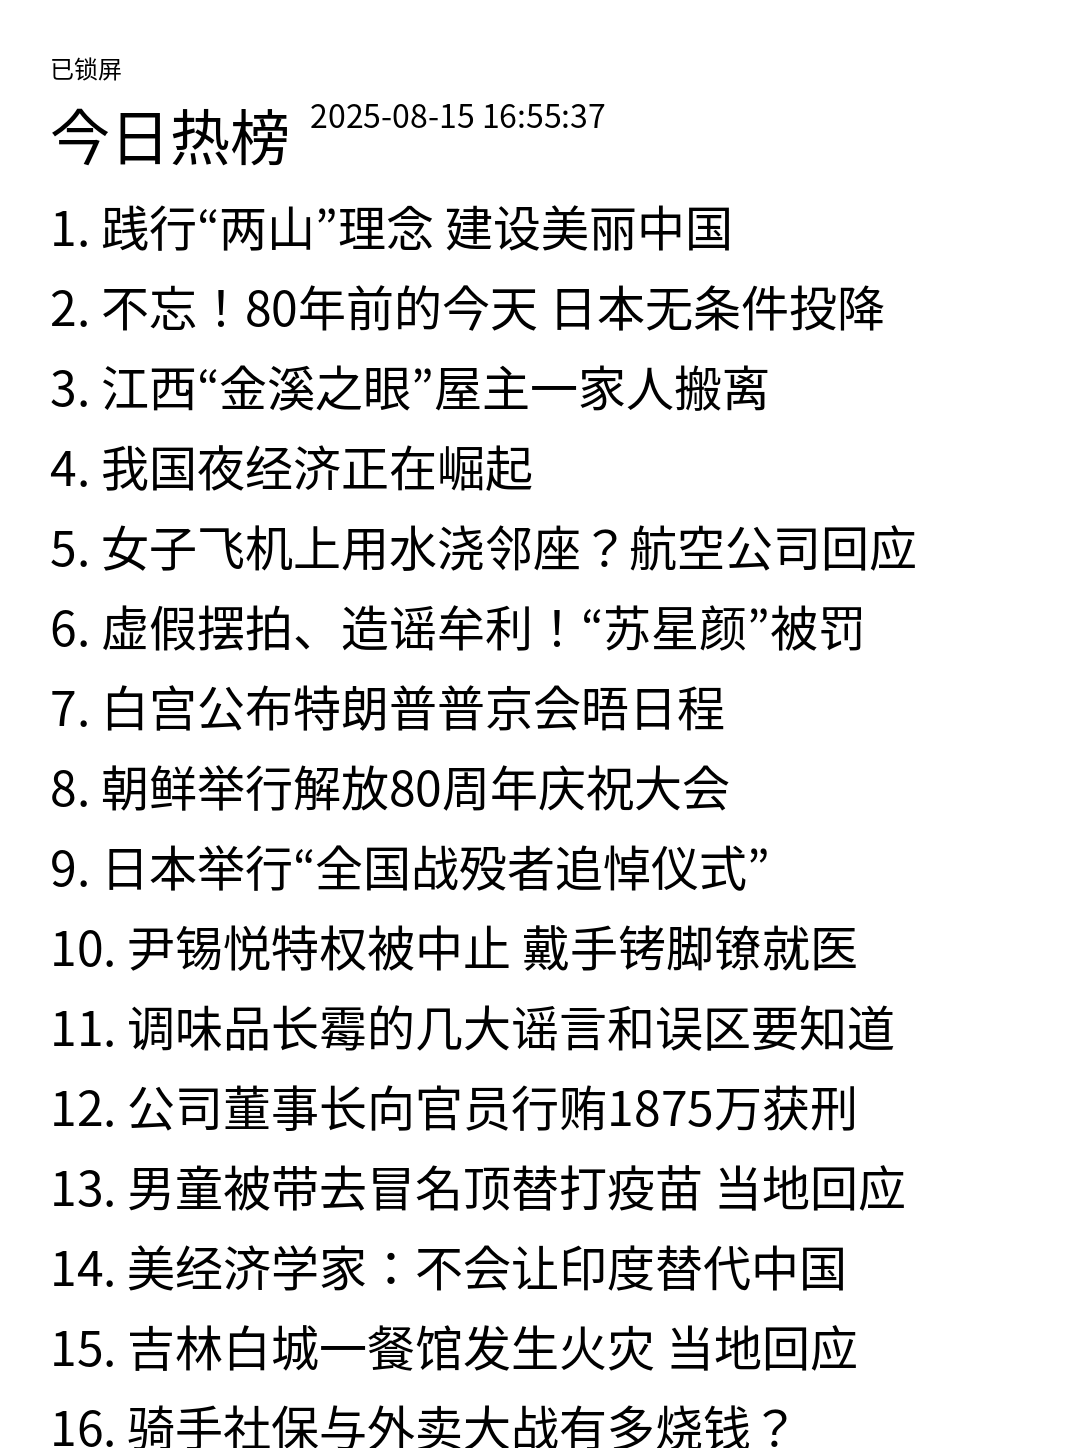 已锁屏
今日热榜 2025-08-15 16:55:37
1. 践行“两山”理念 建设美丽中国
2. 不忘！80年前的今天 日本无条件投降
3. 江西“金溪之眼”屋主一家人搬离
4. 我国夜经济正在崛起
5. 女子飞机上用水浇邻座？航空公司回应
6. 虚假摆拍、造谣牟利！“苏星颜”被罚
7. 白宫公布特朗普普京会晤日程
8. 朝鲜举行解放80周年庆祝大会
9. 日本举行“全国战殁者追悼仪式”
10. 尹锡悦特权被中止 戴手铐脚镣就医
11. 调味品长霉的几大谣言和误区要知道
12. 公司董事长向官员行贿1875万获刑
13. 男童被带去冒名顶替打疫苗 当地回应
14. 美经济学家：不会让印度替代中国
15. 吉林白城一餐馆发生火灾 当地回应
16. 骑手社保与外卖大战有多烧钱？